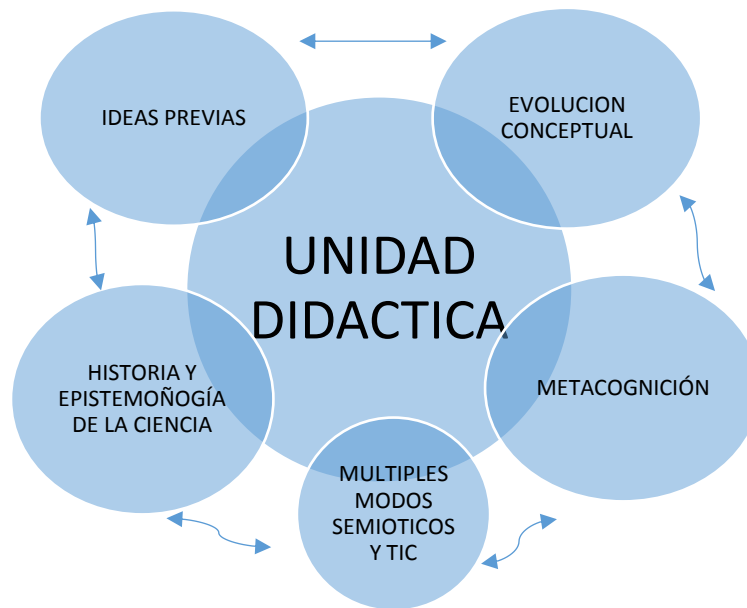 IDEAS PREVIAS
EVOLUCION
CONCEPTUAL
UNIDAD
DIDACTICA
HISTORIA Y
EPISTEMOÑOGÍA
DE LA CIENCIA
METACOGNICIÓN
MULTIPLES
MODOS
SEMIOTICOS
Y TIC